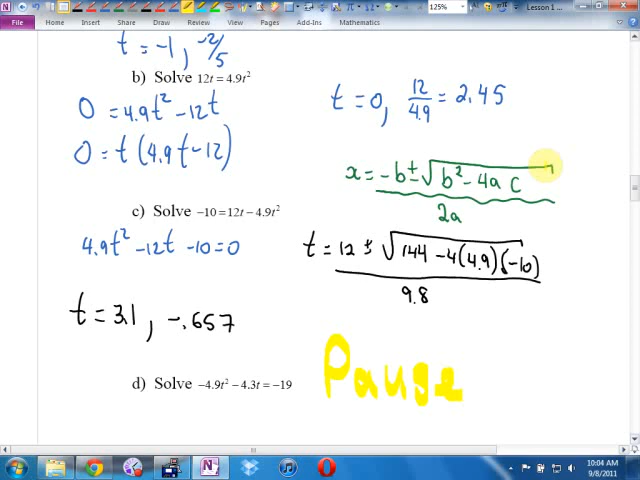 125%
Lesson 1 ...
File Home Insert Share Draw Review View Add-Ins Mathematics
t = -1, -2/5
b) Solve 12t = 4.9t²
0 = 4.9t² - 12t
t = 0, 12/4.9 = 2.45
0 = t(4.9t - 12)
x = -b ± √(b² - 4ac) / 2a
c) Solve -10 = 12t - 4.9t²
4.9t² - 12t - 10 = 0
t = 12 ± √(144 - 4(4.9)(-10)) / 9.8
t = 3.1, -.657
Pause
d) Solve -4.9t² - 4.3t = -19
10:04 AM
9/8/2011